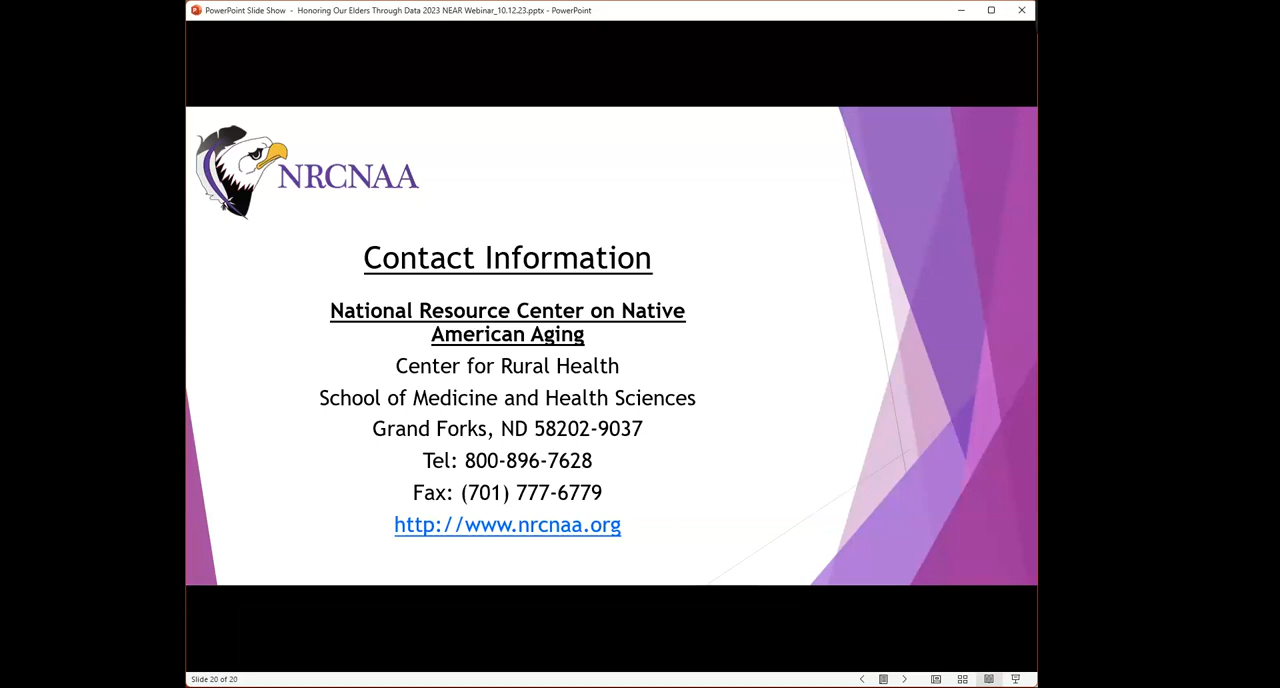 PowerPoint Slide Show - Honoring Our Elders Through Data 2023 NEAR Webinar_10.12.23.pptx - PowerPoint
NRCNAA
Contact Information
National Resource Center on Native
American Aging
Center for Rural Health
School of Medicine and Health Sciences
Grand Forks, ND 58202-9037
Tel: 800-896-7628
Fax: (701) 777-6779
http://www.nrcnaa.org
Slide 20 of 20